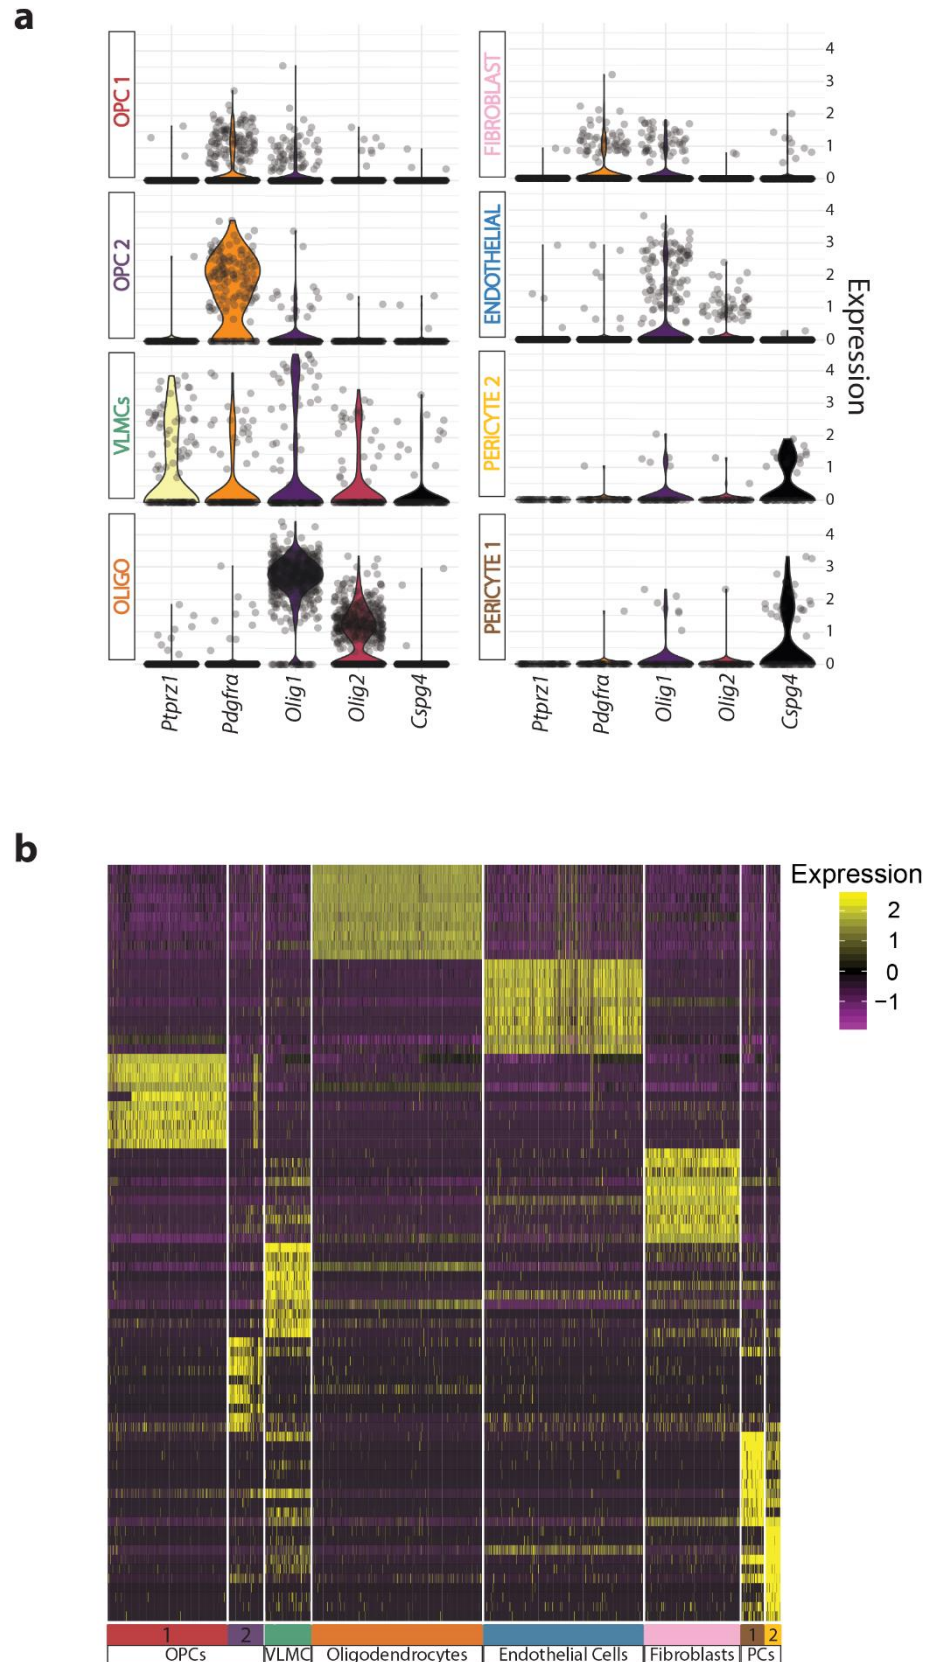 a
OPC 1
OPC 2
VLMCs
OLIGO
Ptprz1
Pdgfra
Olig1
Olig2
Cspg4
FIBROBLAST
4
3
2
1
0
ENDOTHELIAL
4
3
2
1
0
PERICYTE 2
4
3
2
1
0
PERICYTE 1
4
3
2
1
0
Expression
Ptprz1
Pdgfra
Olig1
Olig2
Cspg4
b
Expression
2
1
0
−1
1 2 1 2
OPCs VLMC Oligodendrocytes Endothelial Cells Fibroblasts PCs